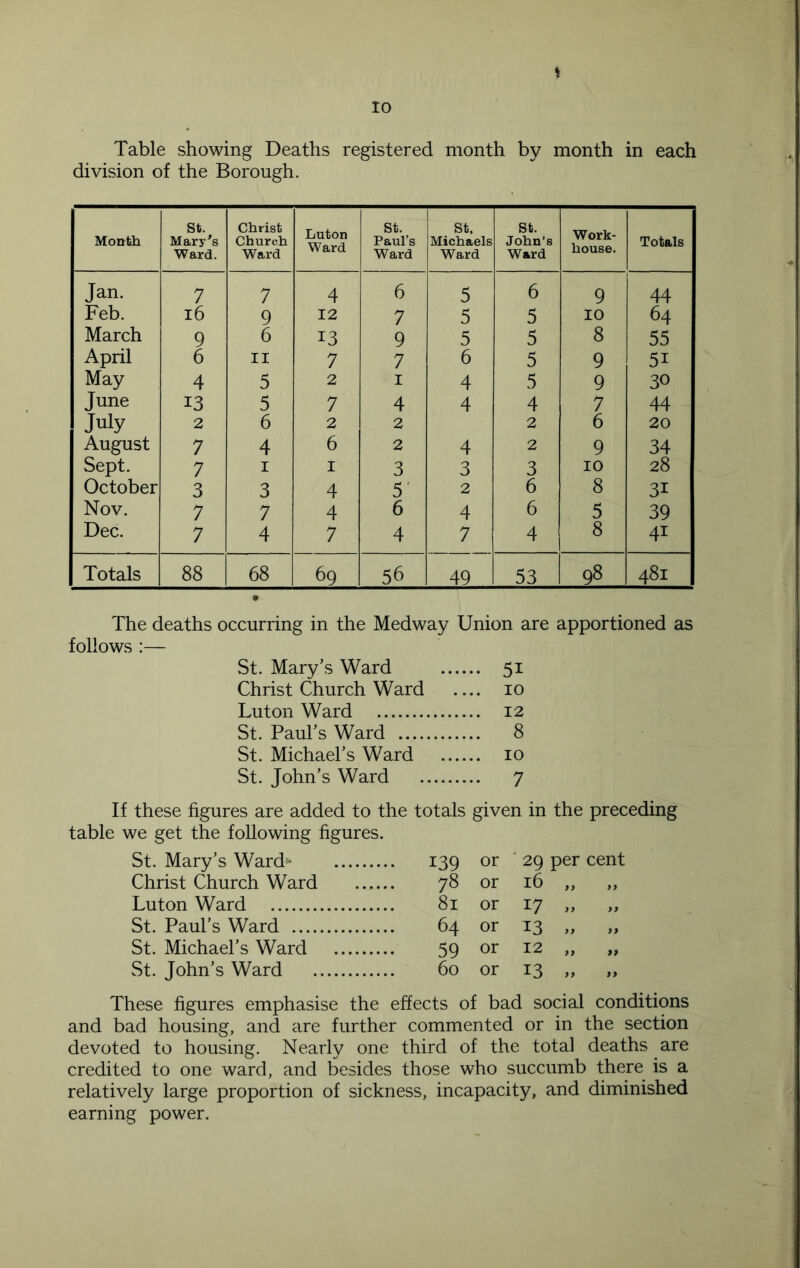 10
Table showing Deaths registered month by month in each
division of the Borough.
Month | St. Mary's Ward. | Christ Church Ward | Luton Ward | St. Paul's Ward | St, Michaels Ward | St. John's Ward | Work-house. | Totals
Jan. 7 7 4 6 5 6 9 44
Feb. 16 9 12 7 5 5 10 64
March 9 6 13 9 5 5 8 55
April 6 11 7 7 6 5 9 51
May 4 5 2 1 4 5 9 30
June 13 5 7 4 4 4 7 44
July 2 6 2 2 2 6 20
August 7 4 6 2 4 2 9 34
Sept. 7 1 1 3 3 3 10 28
October 3 3 4 5 2 6 8 31
Nov. 7 7 4 6 4 6 5 39
Dec. 7 4 7 4 7 4 8 41
Totals 88 68 69 56 49 53 98 481
The deaths occurring in the Medway Union are apportioned as
follows :—
St. Mary's Ward ...... 51
Christ Church Ward .... 10
Luton Ward ............... 12
St. Paul's Ward ............ 8
St. Michael's Ward ...... 10
St. John's Ward ......... 7
If these figures are added to the totals given in the preceding
table we get the following figures.
St. Mary's Ward ......... 139 or 29 per cent
Christ Church Ward ...... 78 or 16 ,, ,,
Luton Ward .................. 81 or 17 ,, ,,
St. Paul's Ward ............... 64 or 13 ,, ,,
St. Michael's Ward ......... 59 or 12 ,, ,,
St. John's Ward ............ 60 or 13 ,, ,,
These figures emphasise the effects of bad social conditions
and bad housing, and are further commented or in the section
devoted to housing. Nearly one third of the total deaths are
credited to one ward, and besides those who succumb there is a
relatively large proportion of sickness, incapacity, and diminished
earning power.